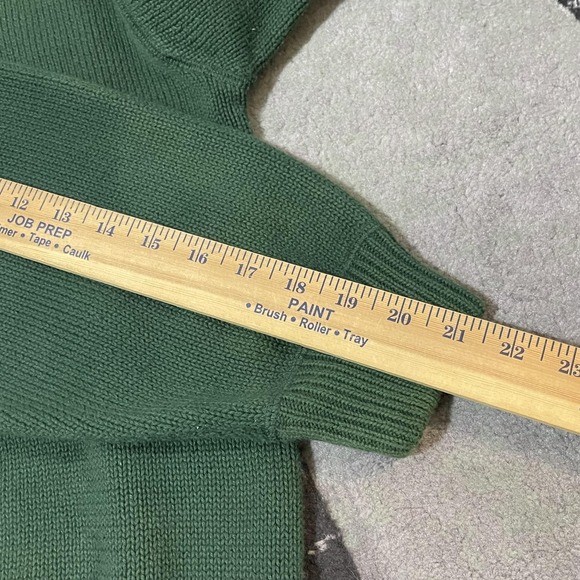 12 13 14 15 16 17 18 19 20 21 22 23
JOB PREP
• Tape • Caulk
PAINT
• Brush • Roller • Tray